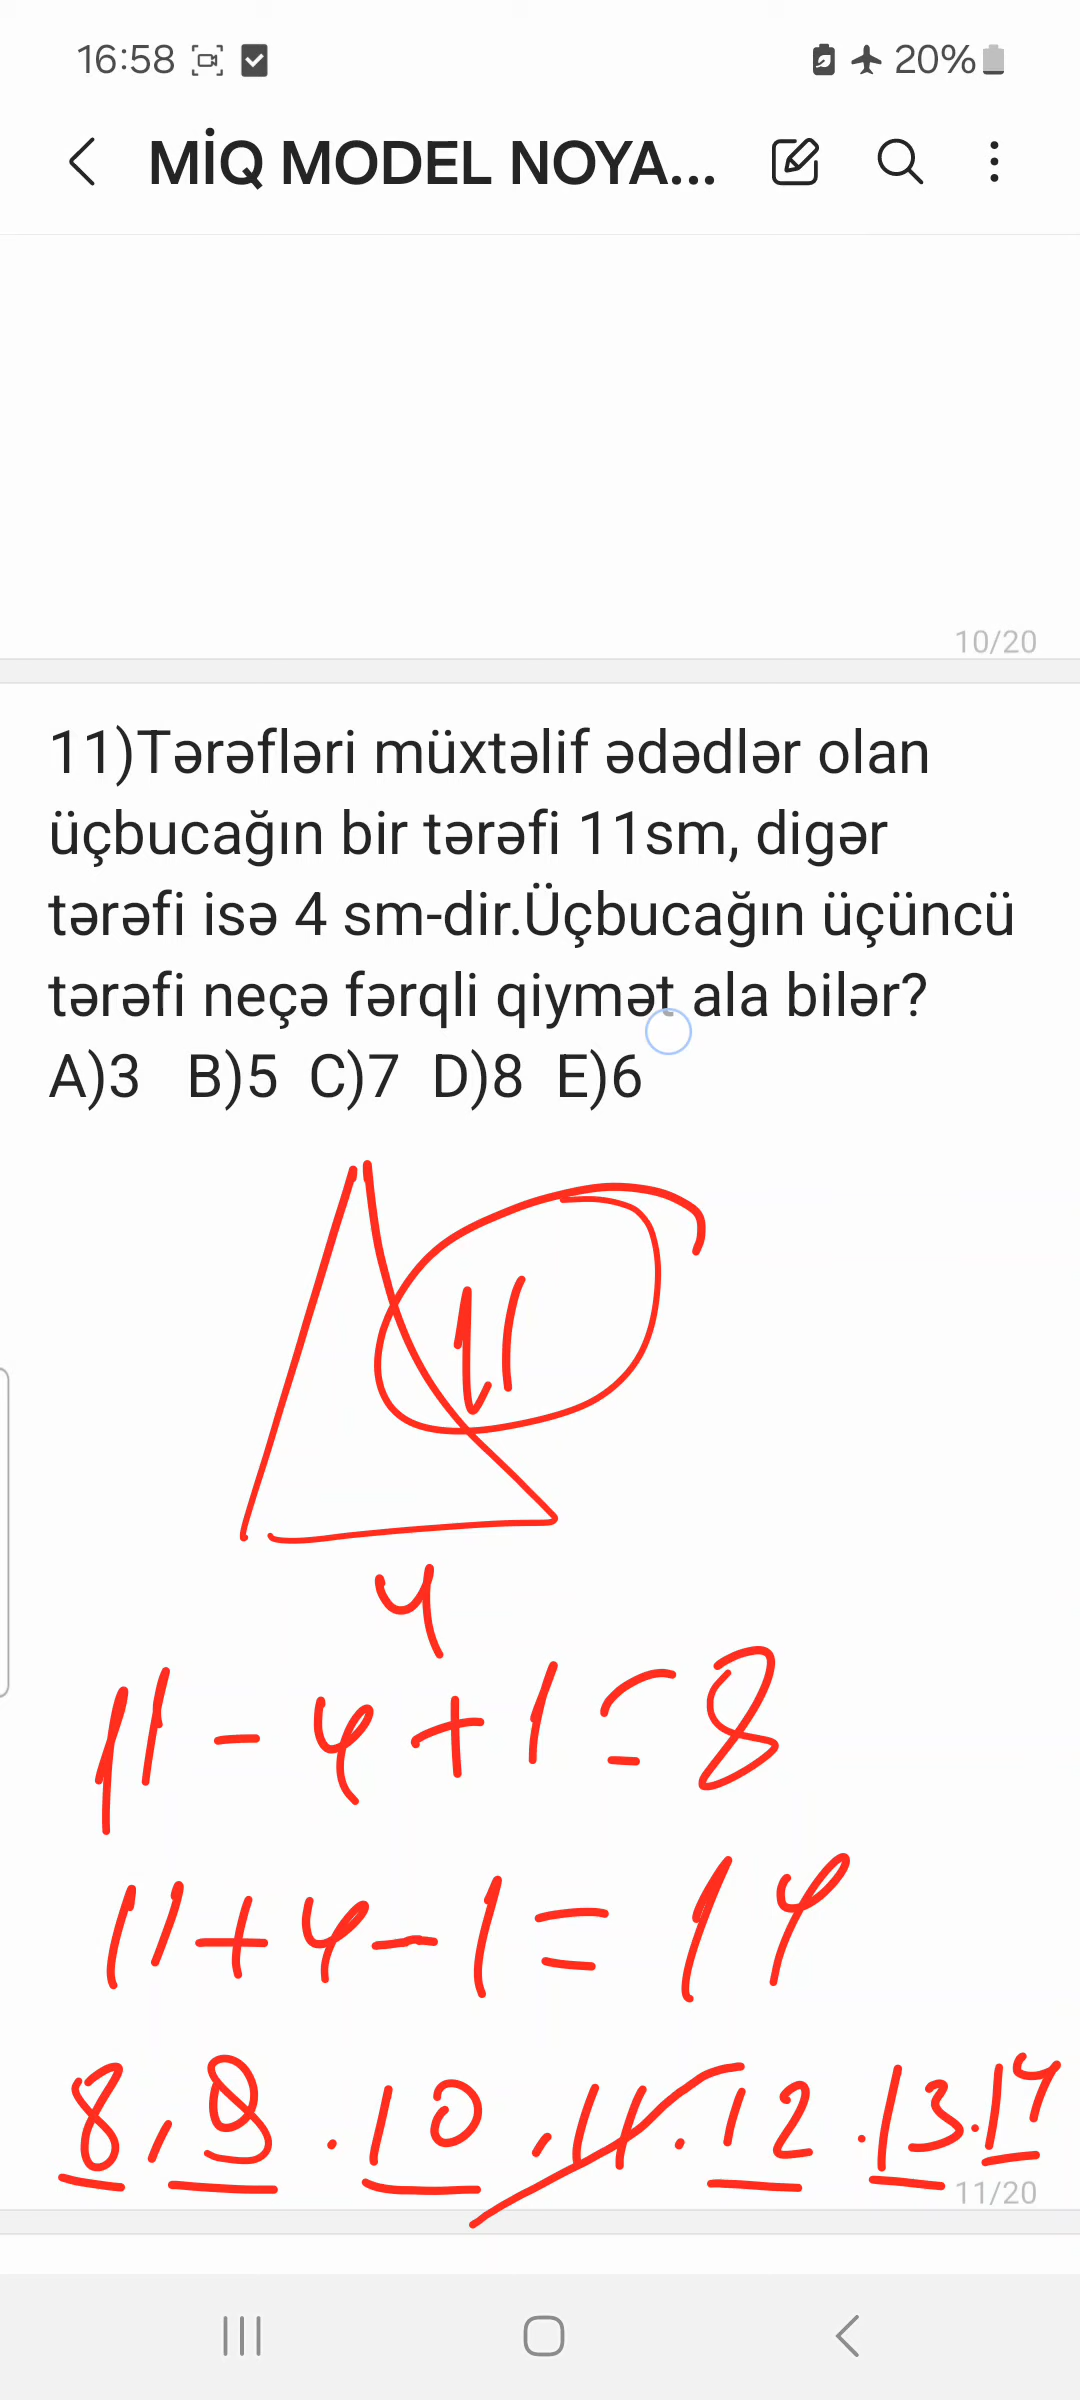 16:58 20%
MİQ MODEL NOYA...
10/20
11)Tərəfləri müxtəlif ədədlər olan
üçbucağın bir tərəfi 11sm, digər
tərəfi isə 4 sm-dir.Üçbucağın üçüncü
tərəfi neçə fərqli qiymət ala bilər?
A)3 B)5 C)7 D)8 E)6
11
4
11-4+1=8
11+4-1=14
8,9.10,11.12.13.14
11/20